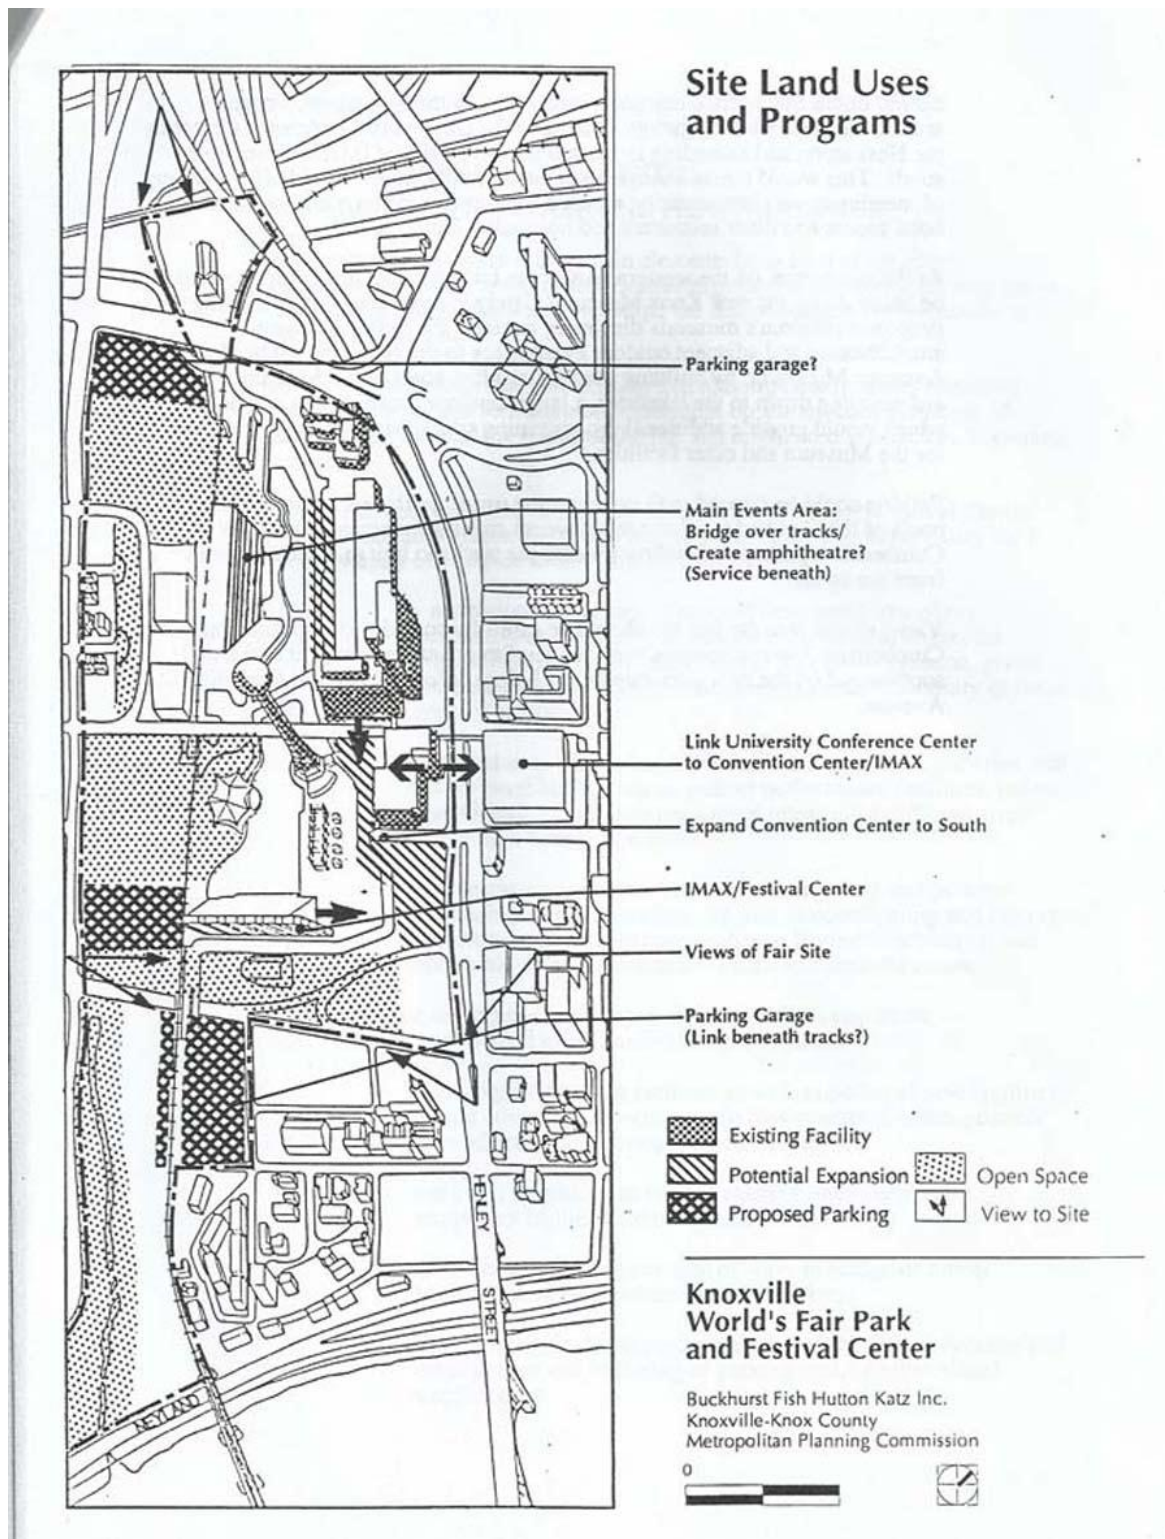 Site Land Uses
and Programs
Parking garage?
Main Events Area:
Bridge over tracks/
Create amphitheatre?
(Service beneath)
Link University Conference Center
to Convention Center/IMAX
Expand Convention Center to South
IMAX/Festival Center
Views of Fair Site
Parking Garage
(Link beneath tracks?)
Existing Facility
Potential Expansion
Open Space
Proposed Parking
View to Site
HENLEY STREET
NEYLAND
Knoxville
World's Fair Park
and Festival Center
Buckhurst Fish Hutton Katz Inc.
Knoxville-Knox County
Metropolitan Planning Commission
0